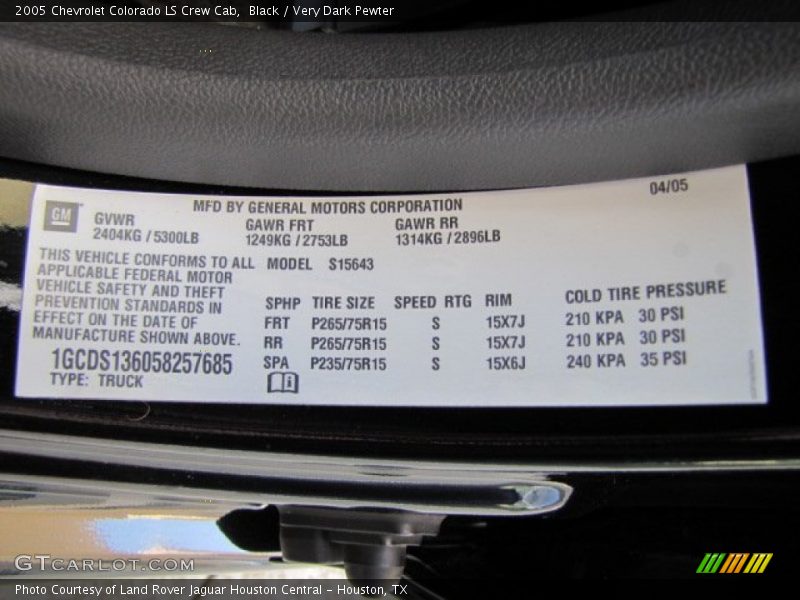 2005 Chevrolet Colorado LS Crew Cab, Black / Very Dark Pewter
04/05
MFD BY GENERAL MOTORS CORPORATION
GM
GVWR GAWR FRT GAWR RR
2404KG / 5300LB 1249KG / 2753LB 1314KG / 2896LB
THIS VEHICLE CONFORMS TO ALL
APPLICABLE FEDERAL MOTOR
VEHICLE SAFETY AND THEFT
PREVENTION STANDARDS IN
EFFECT ON THE DATE OF
MANUFACTURE SHOWN ABOVE.
1GCDS136058257685
TYPE: TRUCK
MODEL S15643
SPHP TIRE SIZE SPEED RTG RIM COLD TIRE PRESSURE
FRT P265/75R15 S 15X7J 210 KPA 30 PSI
RR P265/75R15 S 15X7J 210 KPA 30 PSI
SPA P235/75R15 S 15X6J 240 KPA 35 PSI
GTCARLOT.COM
Photo Courtesy of Land Rover Jaguar Houston Central - Houston, TX